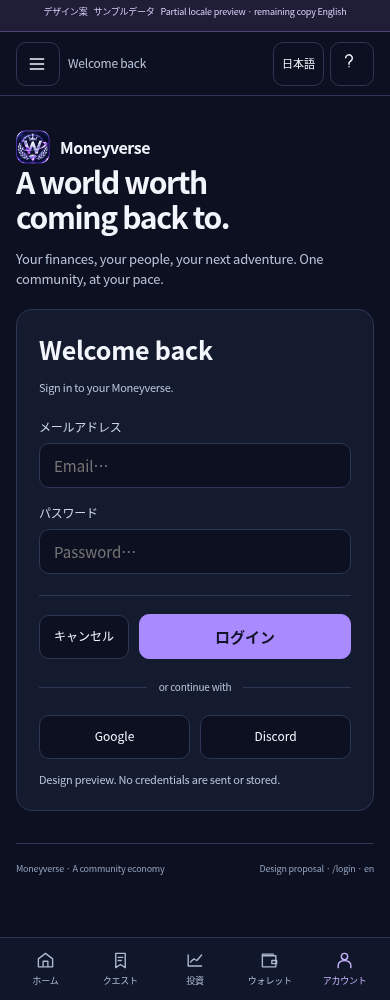 デザイン案 サンプルデータ Partial locale preview · remaining copy English
Welcome back
日本語
?
Moneyverse
A world worth
coming back to.
Your finances, your people, your next adventure. One
community, at your pace.
Welcome back
Sign in to your Moneyverse.
メールアドレス
Email…
パスワード
Password…
キャンセル
ログイン
or continue with
Google
Discord
Design preview. No credentials are sent or stored.
Moneyverse · A community economy
Design proposal · /login · en
ホーム
クエスト
投資
ウォレット
アカウント